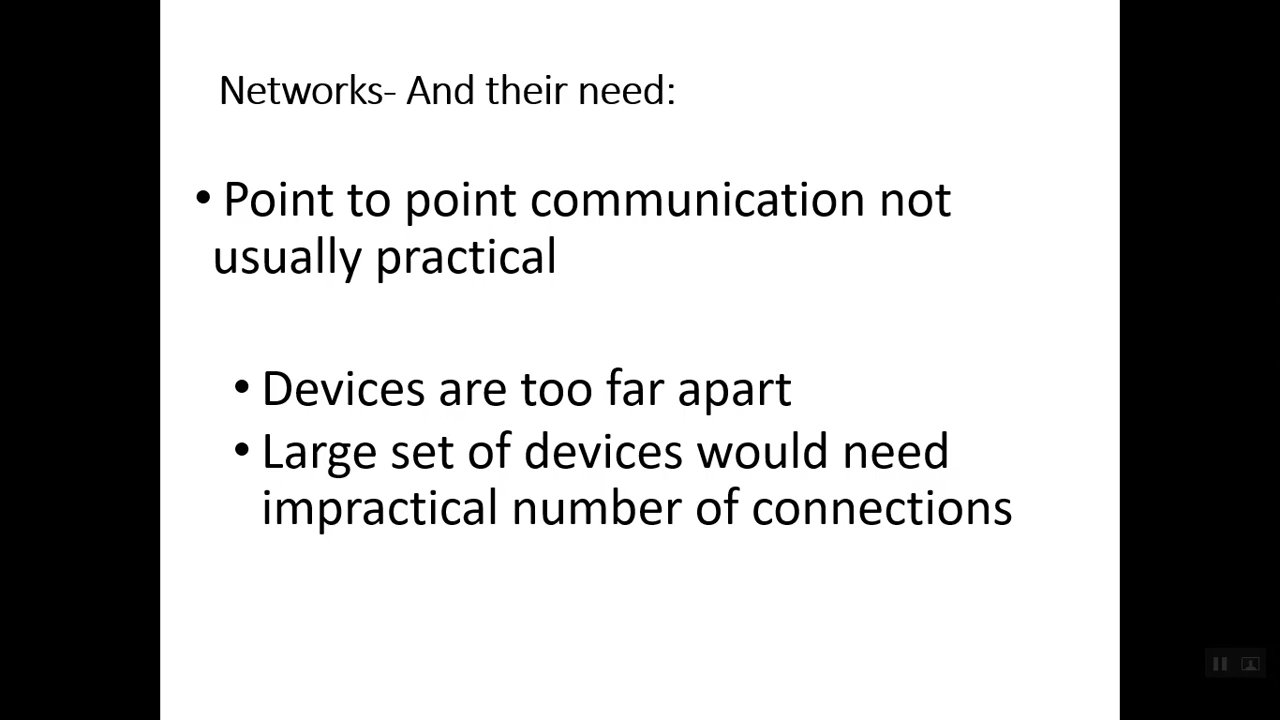 Networks- And their need:
• Point to point communication not
usually practical
• Devices are too far apart
• Large set of devices would need
impractical number of connections